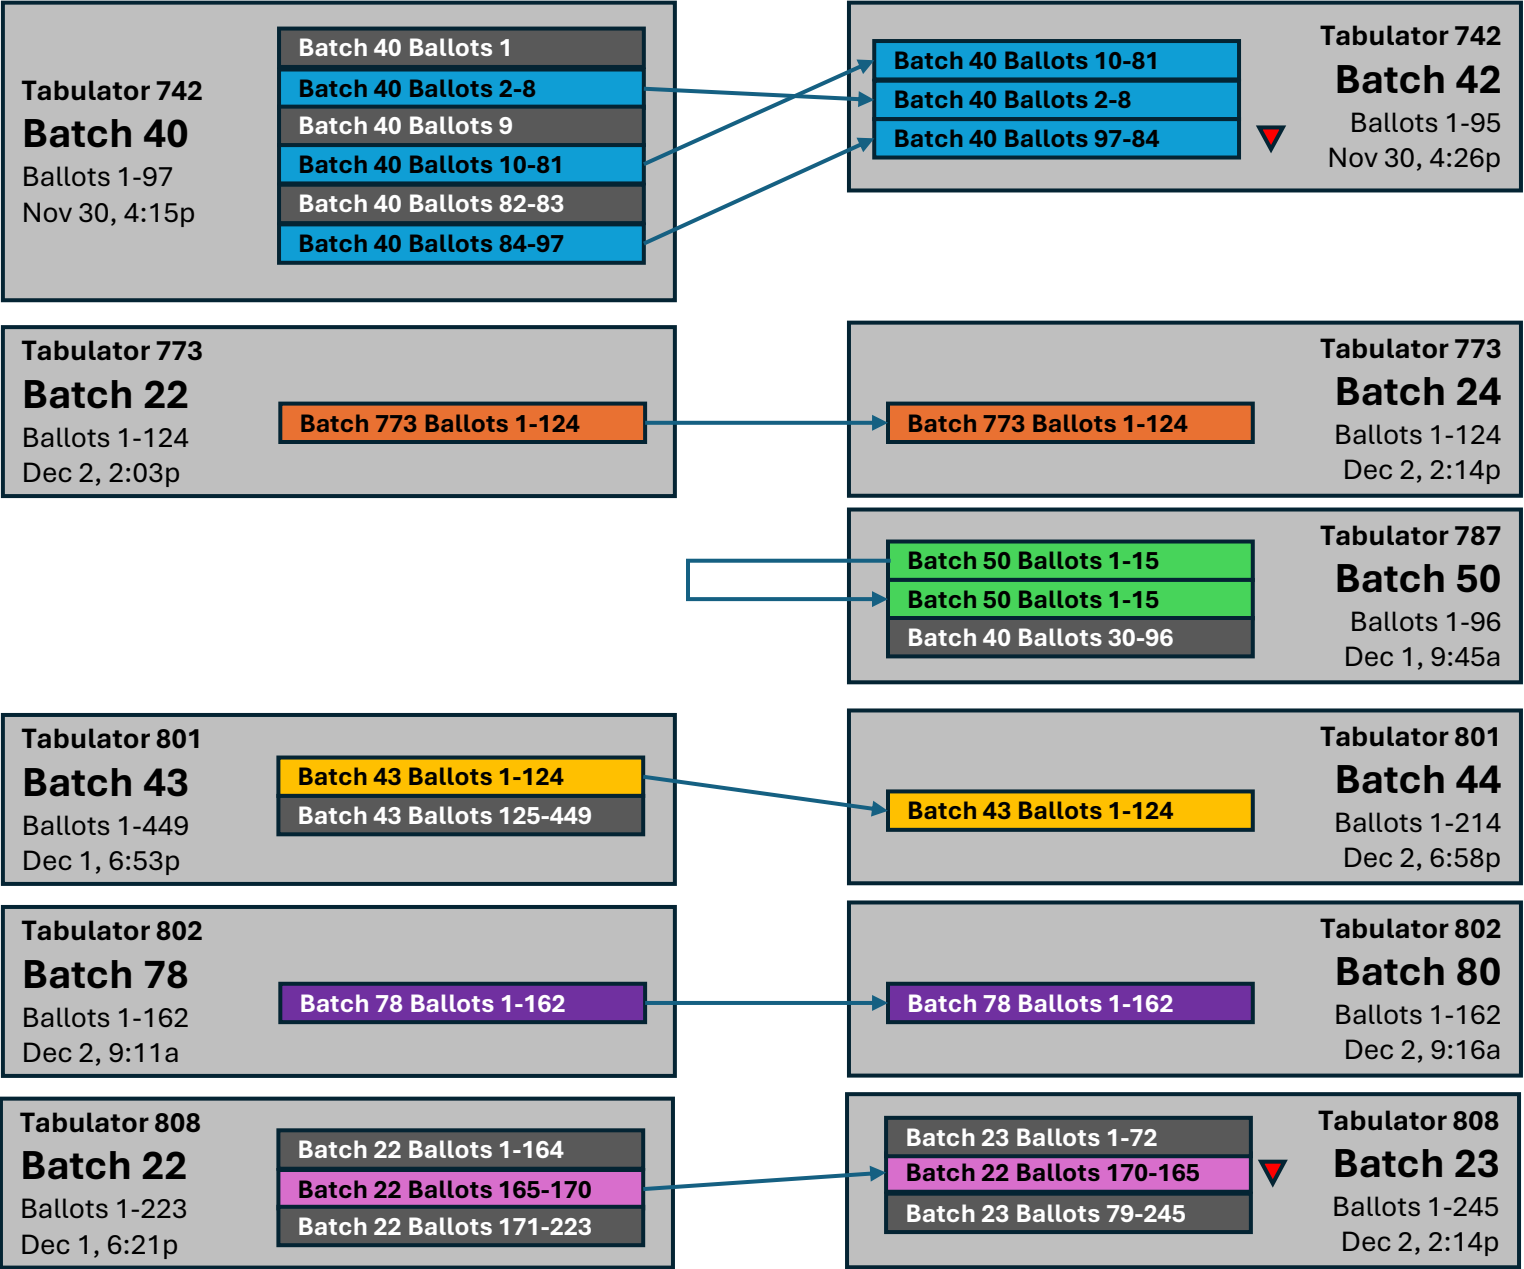 Tabulator 742
Batch 40
Ballots 1-97
Nov 30, 4:15p
Batch 40 Ballots 1
Batch 40 Ballots 2-8
Batch 40 Ballots 9
Batch 40 Ballots 10-81
Batch 40 Ballots 82-83
Batch 40 Ballots 84-97
Batch 40 Ballots 10-81
Batch 40 Ballots 2-8
Batch 40 Ballots 97-84
Tabulator 742
Batch 42
Ballots 1-95
Nov 30, 4:26p
Tabulator 773
Batch 22
Ballots 1-124
Dec 2, 2:03p
Batch 773 Ballots 1-124
Batch 773 Ballots 1-124
Tabulator 773
Batch 24
Ballots 1-124
Dec 2, 2:14p
Batch 50 Ballots 1-15
Batch 50 Ballots 1-15
Batch 40 Ballots 30-96
Tabulator 787
Batch 50
Ballots 1-96
Dec 1, 9:45a
Tabulator 801
Batch 43
Ballots 1-449
Dec 1, 6:53p
Batch 43 Ballots 1-124
Batch 43 Ballots 125-449
Batch 43 Ballots 1-124
Tabulator 801
Batch 44
Ballots 1-214
Dec 2, 6:58p
Tabulator 802
Batch 78
Ballots 1-162
Dec 2, 9:11a
Batch 78 Ballots 1-162
Batch 78 Ballots 1-162
Tabulator 802
Batch 80
Ballots 1-162
Dec 2, 9:16a
Tabulator 808
Batch 22
Ballots 1-223
Dec 1, 6:21p
Batch 22 Ballots 1-164
Batch 22 Ballots 165-170
Batch 22 Ballots 171-223
Batch 23 Ballots 1-72
Batch 22 Ballots 170-165
Batch 23 Ballots 79-245
Tabulator 808
Batch 23
Ballots 1-245
Dec 2, 2:14p